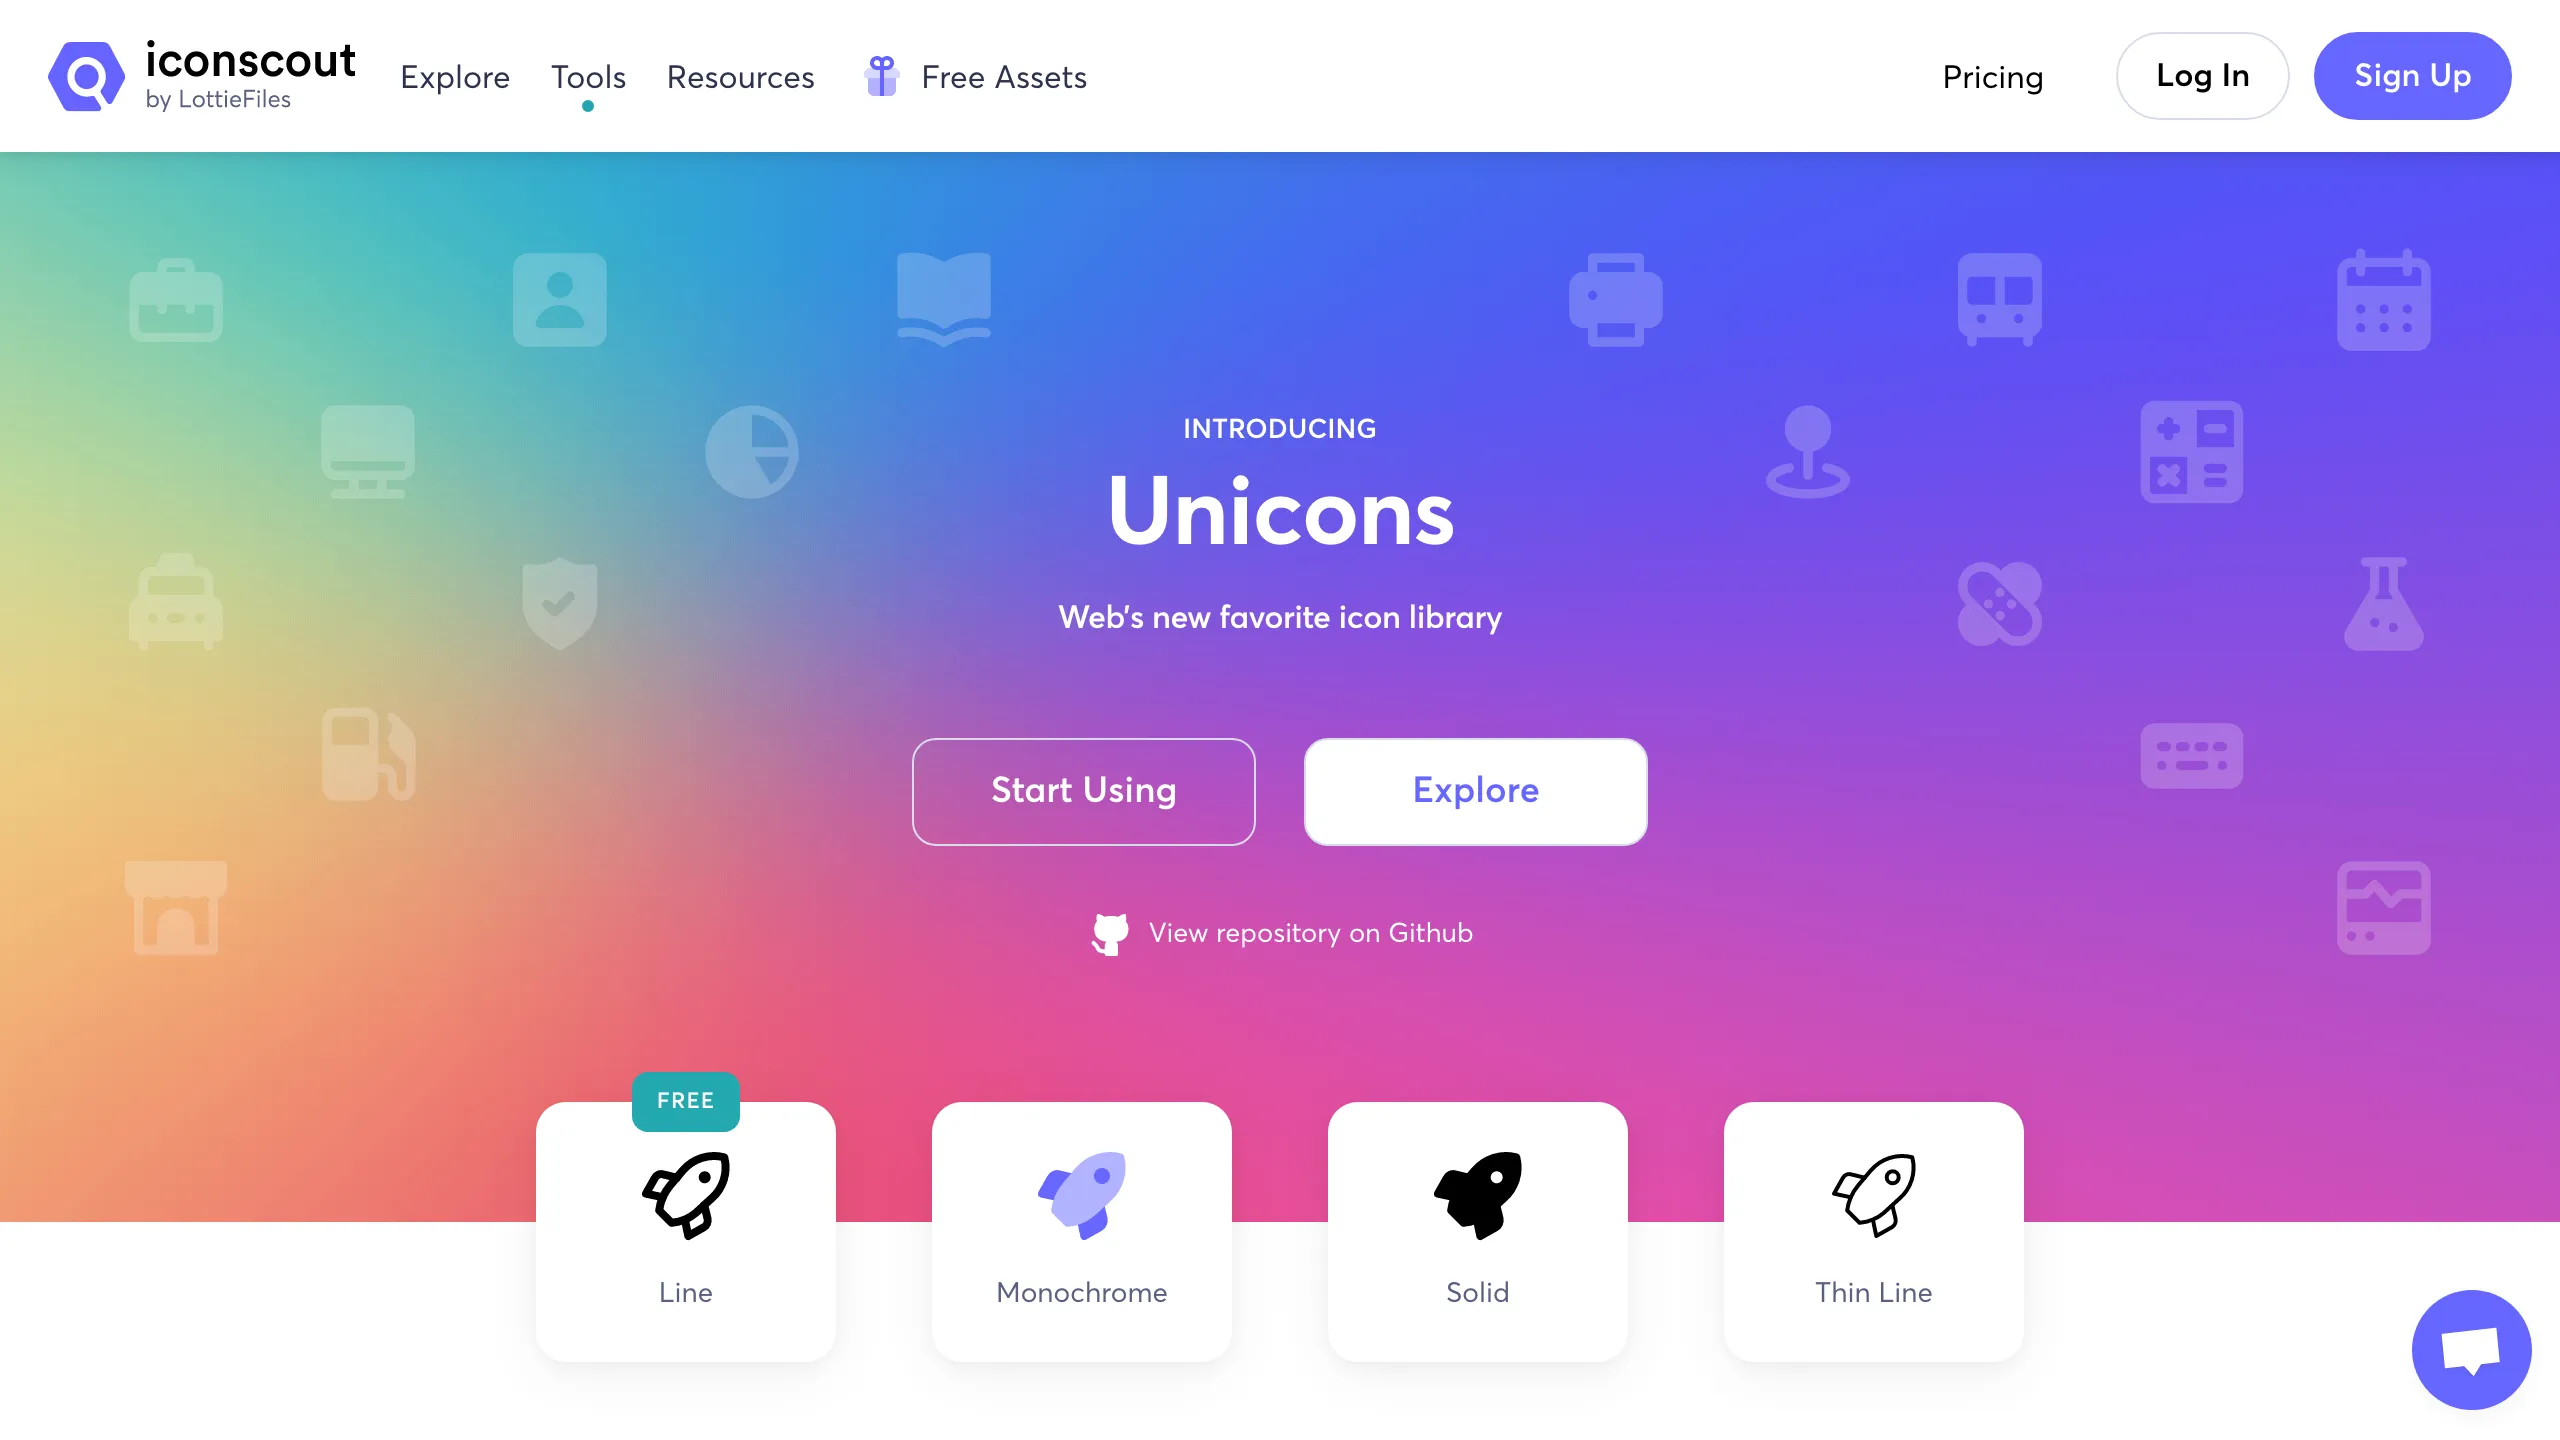 iconscout
by LottieFiles
Explore
Tools
Resources
Free Assets
Pricing
Log In
Sign Up
INTRODUCING
Unicons
Web's new favorite icon library
Start Using
Explore
View repository on Github
FREE
Line
Monochrome
Solid
Thin Line